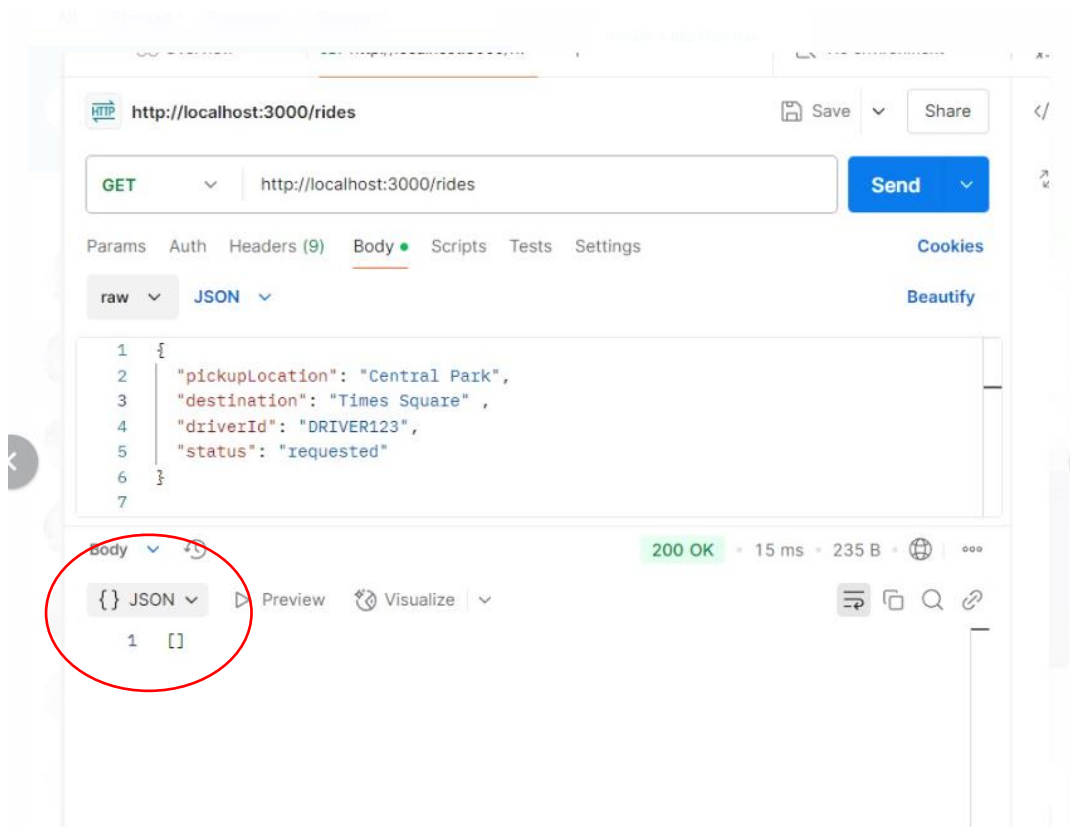 http://localhost:3000/rides Save Share </
GET http://localhost:3000/rides Send
Params Auth Headers (9) Body Scripts Tests Settings Cookies
raw JSON Beautify
1 {
2 "pickupLocation": "Central Park",
3 "destination": "Times Square" ,
4 "driverId": "DRIVER123",
5 "status": "requested"
6 }
7
Body 200 OK 15 ms 235 B
{} JSON Preview Visualize
1 []